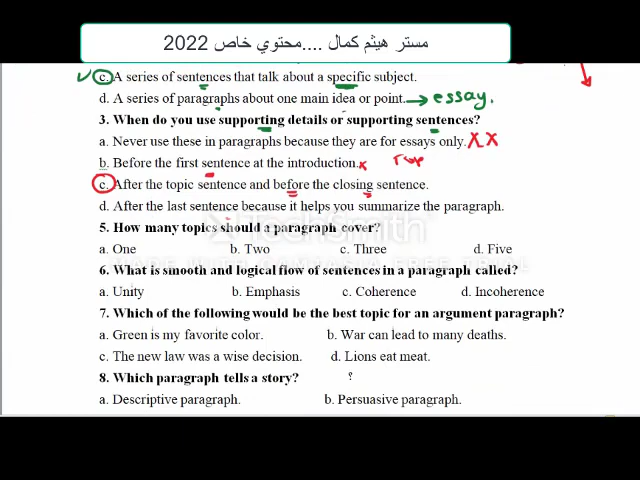 مستر هيثم كمال ....محتوي خاص 2022
c. A series of sentences that talk about a specific subject.
d. A series of paragraphs about one main idea or point. → essay.
3. When do you use supporting details or supporting sentences?
a. Never use these in paragraphs because they are for essays only. X X
b. Before the first sentence at the introduction. x
c. After the topic sentence and before the closing sentence.
d. After the last sentence because it helps you summarize the paragraph.
TechSmith
5. How many topics should a paragraph cover?
a. One b. Two c. Three d. Five
MADE WITH CAMTASIA FREE TRIAL
6. What is smooth and logical flow of sentences in a paragraph called?
a. Unity b. Emphasis c. Coherence d. Incoherence
7. Which of the following would be the best topic for an argument paragraph?
a. Green is my favorite color. b. War can lead to many deaths.
c. The new law was a wise decision. d. Lions eat meat.
8. Which paragraph tells a story? ?
a. Descriptive paragraph. b. Persuasive paragraph.